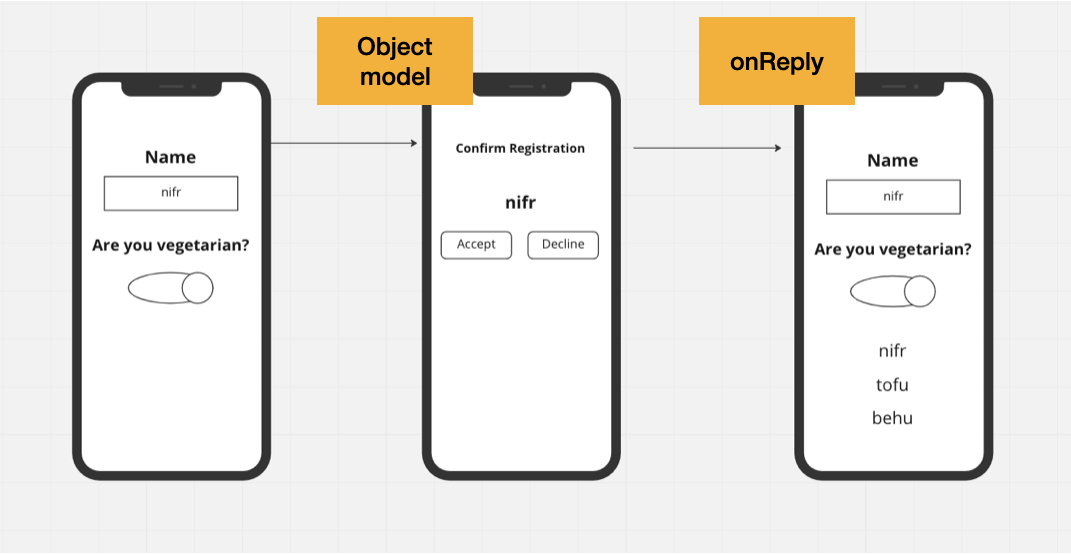 Object
model
onReply
Name
nifr
Are you vegetarian?
Confirm Registration
nifr
Accept
Decline
Name
nifr
Are you vegetarian?
nifr
tofu
behu